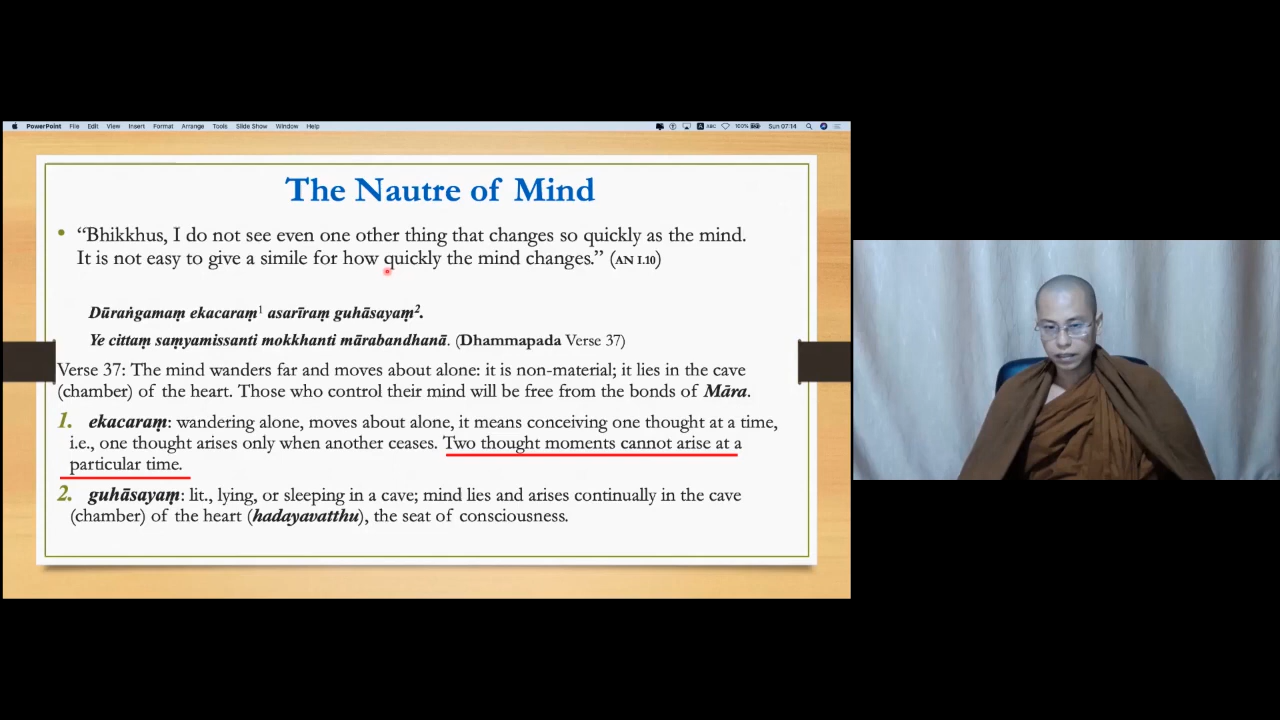 PowerPoint File Edit View Insert Format Arrange Tools Slide Show Window Help ABC 100% Sun 07:14
The Nautre of Mind
• “Bhikkhus, I do not see even one other thing that changes so quickly as the mind.
It is not easy to give a simile for how quickly the mind changes.” (AN I.10)
Dūraṅgamaṃ ekacaraṃ¹ asarīraṃ guhāsayaṃ².
Ye cittaṃ saṃyamissanti mokkhanti mārabandhanā. (Dhammapada Verse 37)
Verse 37: The mind wanders far and moves about alone: it is non-material; it lies in the cave
(chamber) of the heart. Those who control their mind will be free from the bonds of Māra.
1. ekacaraṃ: wandering alone, moves about alone, it means conceiving one thought at a time,
i.e., one thought arises only when another ceases. Two thought moments cannot arise at a
particular time.
2. guhāsayaṃ: lit., lying, or sleeping in a cave; mind lies and arises continually in the cave
(chamber) of the heart (hadayavatthu), the seat of consciousness.